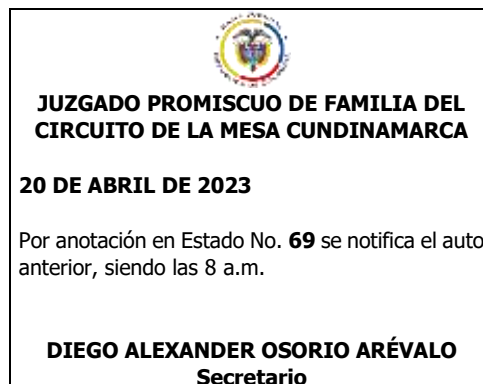 JUZGADO PROMISCUO DE FAMILIA DEL
CIRCUITO DE LA MESA CUNDINAMARCA
20 DE ABRIL DE 2023
Por anotación en Estado No. 69 se notifica el auto
anterior, siendo las 8 a.m.
DIEGO ALEXANDER OSORIO ARÉVALO
Secretario